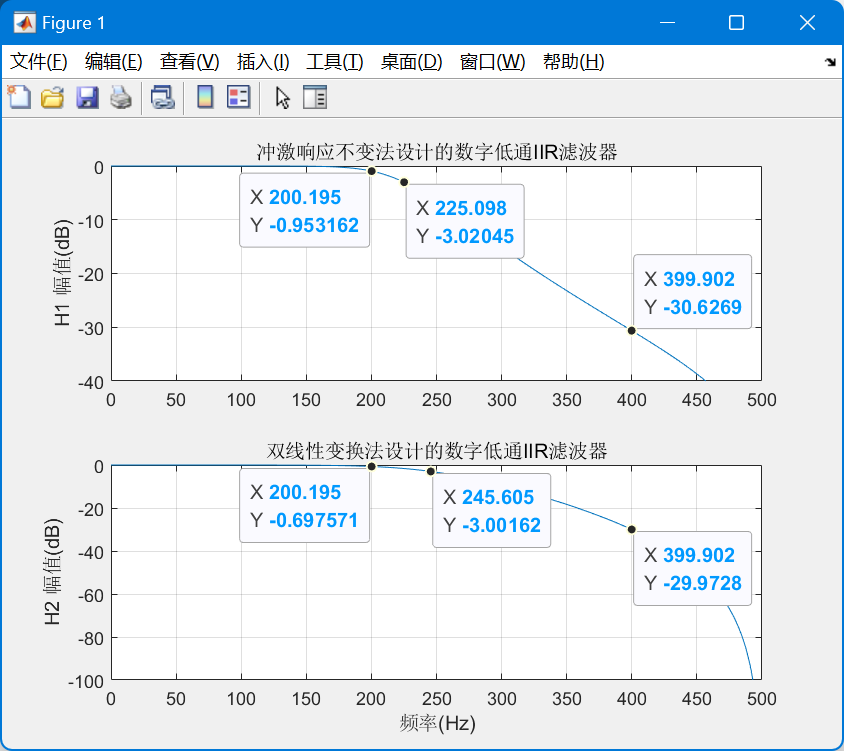 Figure 1
文件(F) 编辑(E) 查看(V) 插入(I) 工具(T) 桌面(D) 窗口(W) 帮助(H)
冲激响应不变法设计的数字低通IIR滤波器
H1 幅值(dB)
0
-10
-20
-30
-40
X 200.195
Y -0.953162
X 225.098
Y -3.02045
X 399.902
Y -30.6269
0 50 100 150 200 250 300 350 400 450 500
双线性变换法设计的数字低通IIR滤波器
H2 幅值(dB)
0
-20
-40
-60
-80
-100
X 200.195
Y -0.697571
X 245.605
Y -3.00162
X 399.902
Y -29.9728
0 50 100 150 200 250 300 350 400 450 500
频率(Hz)